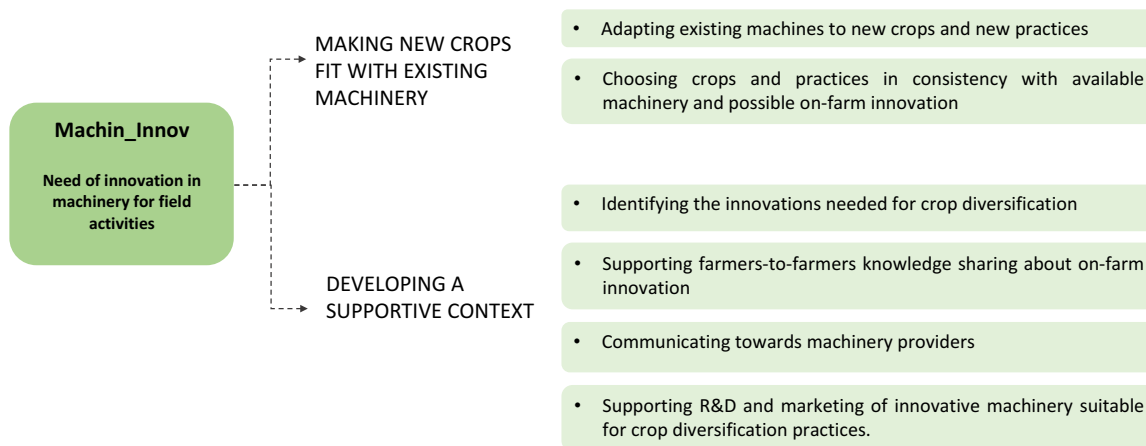 Machin_Innov
Need of innovation in
machinery for field
activities
MAKING NEW CROPS
FIT WITH EXISTING
MACHINERY
• Adapting existing machines to new crops and new practices
• Choosing crops and practices in consistency with available
machinery and possible on-farm innovation
DEVELOPING A
SUPPORTIVE CONTEXT
• Identifying the innovations needed for crop diversification
• Supporting farmers-to-farmers knowledge sharing about on-farm
innovation
• Communicating towards machinery providers
• Supporting R&D and marketing of innovative machinery suitable
for crop diversification practices.